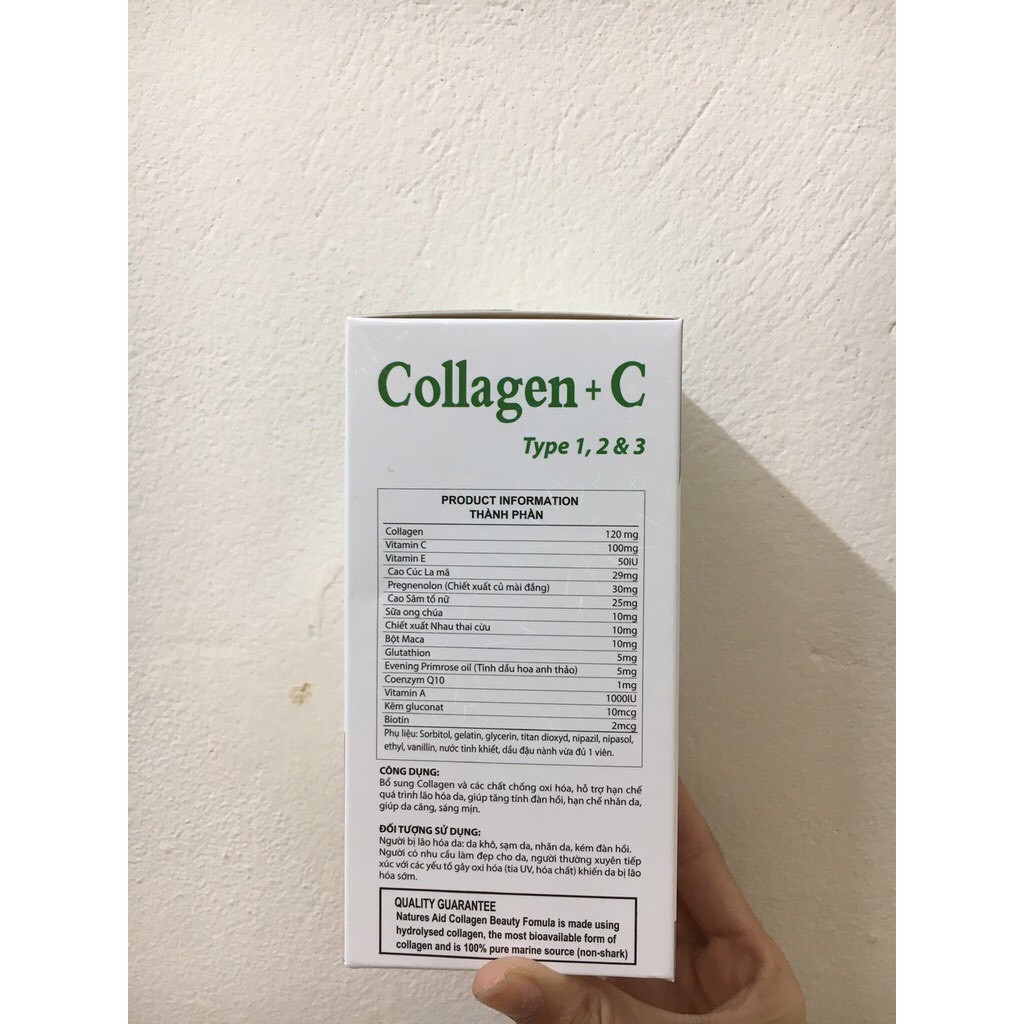 Collagen + C
Type 1, 2 & 3
PRODUCT INFORMATION
THÀNH PHẦN
Collagen 120 mg
Vitamin C 100mg
Vitamin E 50IU
Cao Cúc La mã 29mg
Pregnenolon (Chiết xuất củ mài đắng) 30mg
Cao Sâm tố nữ 25mg
Sữa ong chúa 10mg
Chiết xuất Nhau thai cừu 10mg
Bột Maca 10mg
Glutathion 5mg
Evening Primrose oil (Tinh dầu hoa anh thảo) 5mg
Coenzym Q10 1mg
Vitamin A 1000IU
Kẽm gluconat 10mcg
Biotin 2mcg
Phụ liệu: Sorbitol, gelatin, glycerin, titan dioxyd, nipazil, nipasol,
ethyl, vanillin, nước tinh khiết, dầu đậu nành vừa đủ 1 viên.
CÔNG DỤNG:
Bổ sung Collagen và các chất chống oxi hóa, hỗ trợ hạn chế
quá trình lão hóa da, giúp tăng tính đàn hồi, hạn chế nhăn da,
giúp da căng, sáng mịn.
ĐỐI TƯỢNG SỬ DỤNG:
Người bị lão hóa da: da khô, sạm da, nhăn da, kém đàn hồi.
Người có nhu cầu làm đẹp cho da, người thường xuyên tiếp
xúc với các yếu tố gây oxi hóa (tia UV, hóa chất) khiến da bị lão
hóa sớm.
QUALITY GUARANTEE
Natures Aid Collagen Beauty Fomula is made using
hydrolysed collagen, the most bioavailable form of
collagen and is 100% pure marine source (non-shark)